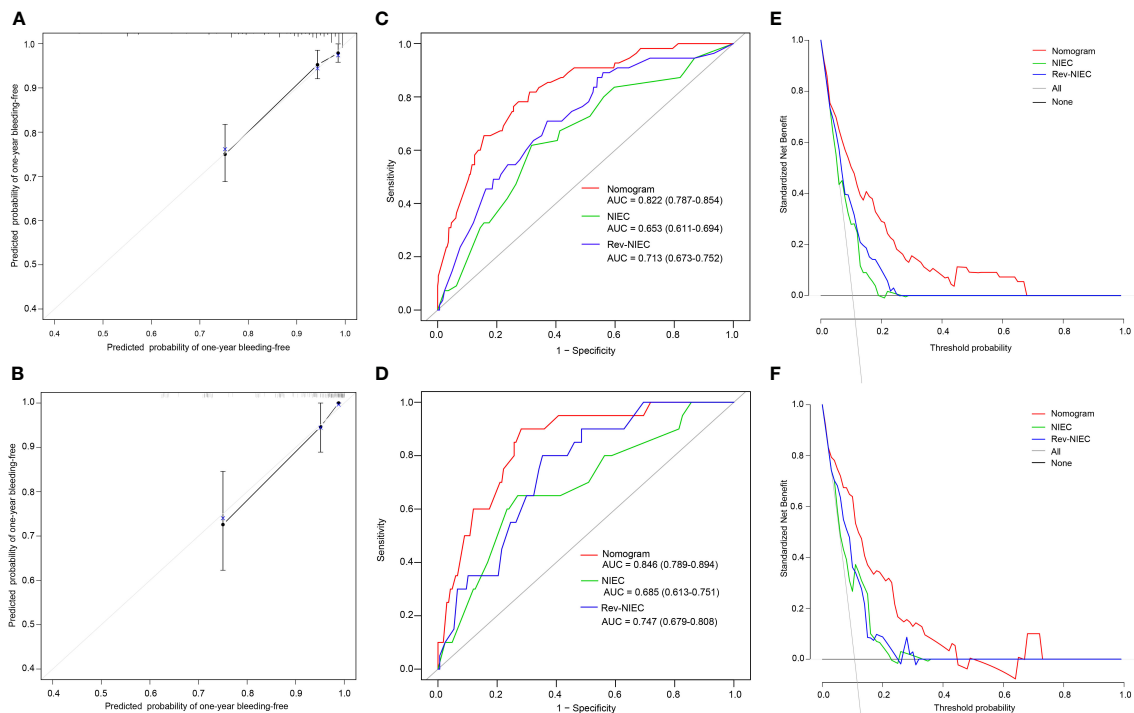 A
1.0
0.9
0.8
0.7
0.6
0.5
0.4
Predicted probability of one-year bleeding-free
0.4 0.5 0.6 0.7 0.8 0.9 1.0
Predicted probability of one-year bleeding-free
C
1.0
0.8
0.6
0.4
0.2
0.0
Sensitivity
Nomogram
AUC = 0.822 (0.787-0.854)
NIEC
AUC = 0.653 (0.611-0.694)
Rev-NIEC
AUC = 0.713 (0.673-0.752)
0.0 0.2 0.4 0.6 0.8 1.0
1 − Specificity
E
1.0
0.8
0.6
0.4
0.2
0.0
Standardized Net Benefit
Nomogram
NIEC
Rev-NIEC
All
None
0.0 0.2 0.4 0.6 0.8 1.0
Threshold probability
B
1.0
0.9
0.8
0.7
0.6
0.5
0.4
Predicted probability of one-year bleeding-free
0.4 0.5 0.6 0.7 0.8 0.9 1.0
Predicted probability of one-year bleeding-free
D
1.0
0.8
0.6
0.4
0.2
0.0
Sensitivity
Nomogram
AUC = 0.846 (0.789-0.894)
NIEC
AUC = 0.685 (0.613-0.751)
Rev-NIEC
AUC = 0.747 (0.679-0.808)
0.0 0.2 0.4 0.6 0.8 1.0
1 − Specificity
F
1.0
0.8
0.6
0.4
0.2
0.0
Standardized Net Benefit
Nomogram
NIEC
Rev-NIEC
All
None
0.0 0.2 0.4 0.6 0.8 1.0
Threshold probability